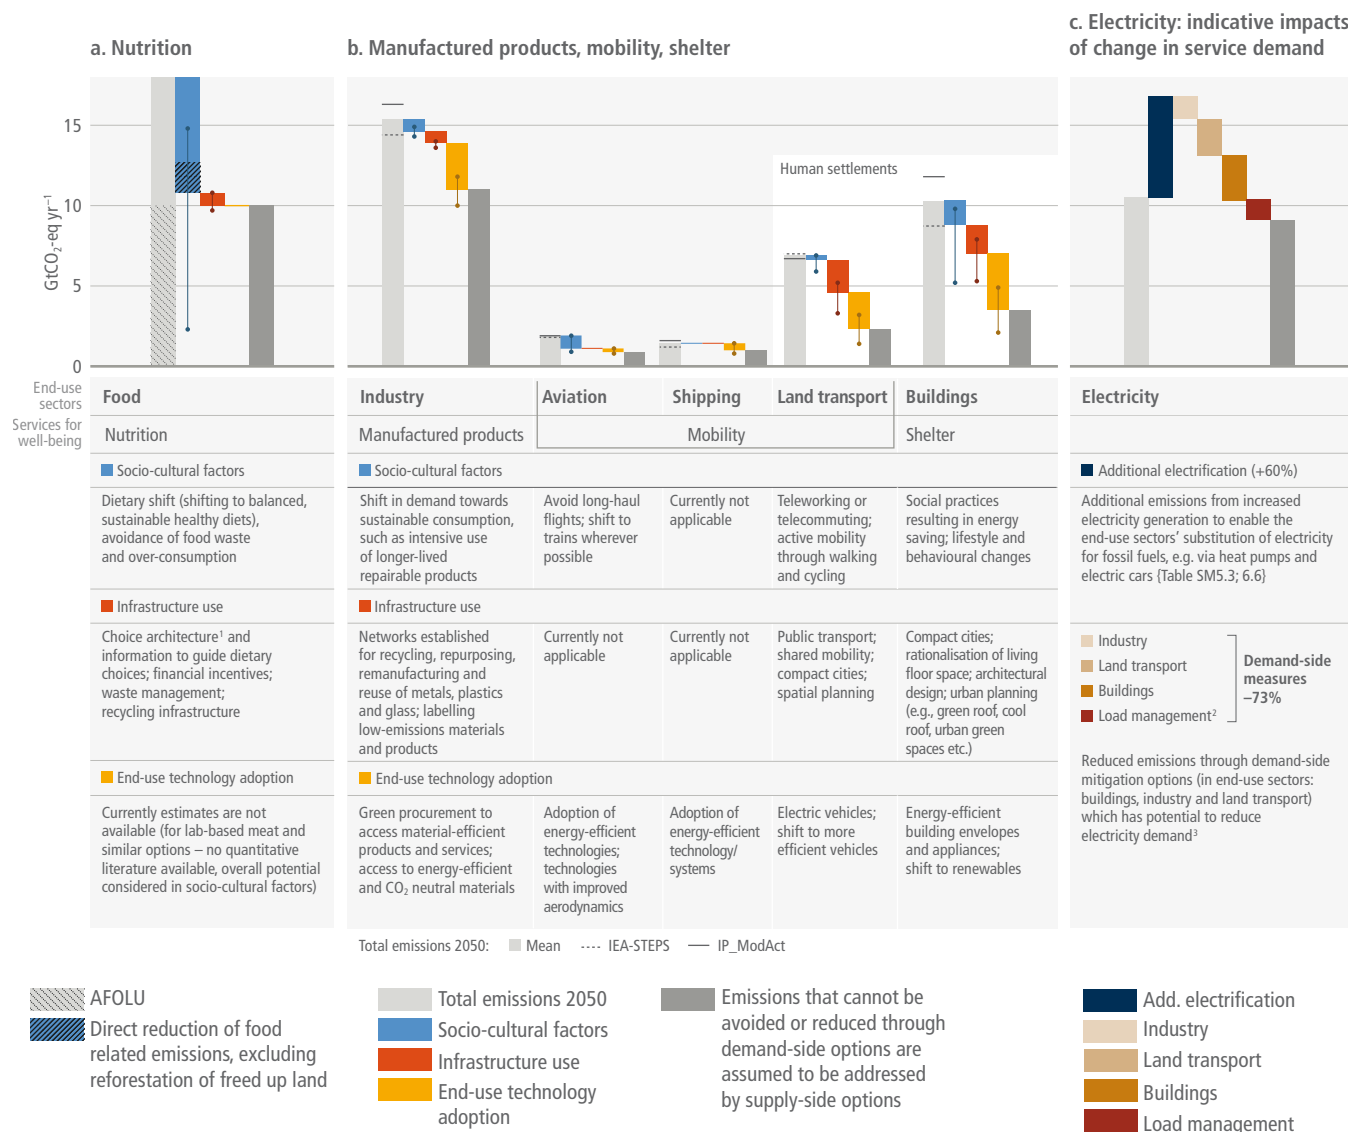 a. Nutrition
b. Manufactured products, mobility, shelter
c. Electricity: indicative impacts
of change in service demand
GtCO₂-eq yr⁻¹
15
10
5
0
Human settlements
End-use
sectors
Services for
well-being
Food
Nutrition
Socio-cultural factors
Dietary shift (shifting to balanced,
sustainable healthy diets),
avoidance of food waste
and over-consumption
Infrastructure use
Choice architecture¹ and
information to guide dietary
choices; financial incentives;
waste management;
recycling infrastructure
End-use technology adoption
Currently estimates are not
available (for lab-based meat and
similar options – no quantitative
literature available, overall potential
considered in socio-cultural factors)
Industry
Aviation
Shipping
Land transport
Buildings
Manufactured products
Mobility
Shelter
Socio-cultural factors
Shift in demand towards
sustainable consumption,
such as intensive use
of longer-lived
repairable products
Avoid long-haul
flights; shift to
trains wherever
possible
Currently not
applicable
Teleworking or
telecommuting;
active mobility
through walking
and cycling
Social practices
resulting in energy
saving; lifestyle and
behavioural changes
Infrastructure use
Networks established
for recycling, repurposing,
remanufacturing and
reuse of metals, plastics
and glass; labelling
low-emissions materials
and products
Currently not
applicable
Currently not
applicable
Public transport;
shared mobility;
compact cities;
spatial planning
Compact cities;
rationalisation of living
floor space; architectural
design; urban planning
(e.g., green roof, cool
roof, urban green
spaces etc.)
End-use technology adoption
Green procurement to
access material-efficient
products and services;
access to energy-efficient
and CO₂ neutral materials
Adoption of
energy-efficient
technologies;
technologies
with improved
aerodynamics
Adoption of
energy-efficient
technology/
systems
Electric vehicles;
shift to more
efficient vehicles
Energy-efficient
building envelopes
and appliances;
shift to renewables
Electricity
Additional electrification (+60%)
Additional emissions from increased
electricity generation to enable the
end-use sectors' substitution of electricity
for fossil fuels, e.g. via heat pumps and
electric cars {Table SM5.3; 6.6}
Industry
Land transport
Buildings
Load management²
Demand-side
measures
–73%
Reduced emissions through demand-side
mitigation options (in end-use sectors:
buildings, industry and land transport)
which has potential to reduce
electricity demand³
Total emissions 2050: Mean ---- IEA-STEPS — IP_ModAct
AFOLU
Direct reduction of food
related emissions, excluding
reforestation of freed up land
Total emissions 2050
Socio-cultural factors
Infrastructure use
End-use technology
adoption
Emissions that cannot be
avoided or reduced through
demand-side options are
assumed to be addressed
by supply-side options
Add. electrification
Industry
Land transport
Buildings
Load management